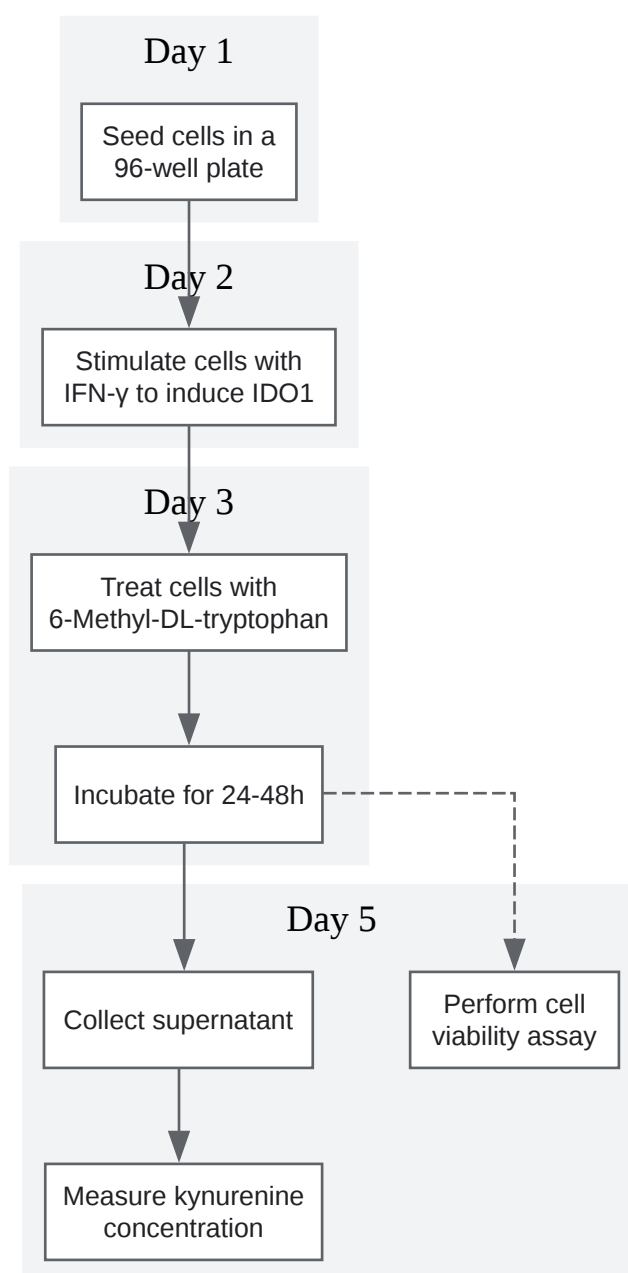 Day 1
Seed cells in a
96-well plate
Day 2
Stimulate cells with
IFN-γ to induce IDO1
Day 3
Treat cells with
6-Methyl-DL-tryptophan
Incubate for 24-48h
Day 5
Collect supernatant
Perform cell
viability assay
Measure kynurenine
concentration